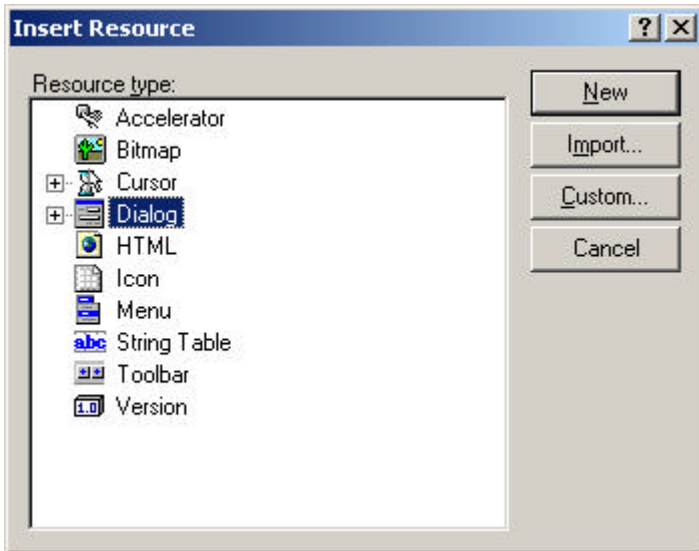 Insert Resource
Resource type:
Accelerator
Bitmap
Cursor
Dialog
HTML
Icon
Menu
abc String Table
Toolbar
1.0 Version
New
Import...
Custom...
Cancel